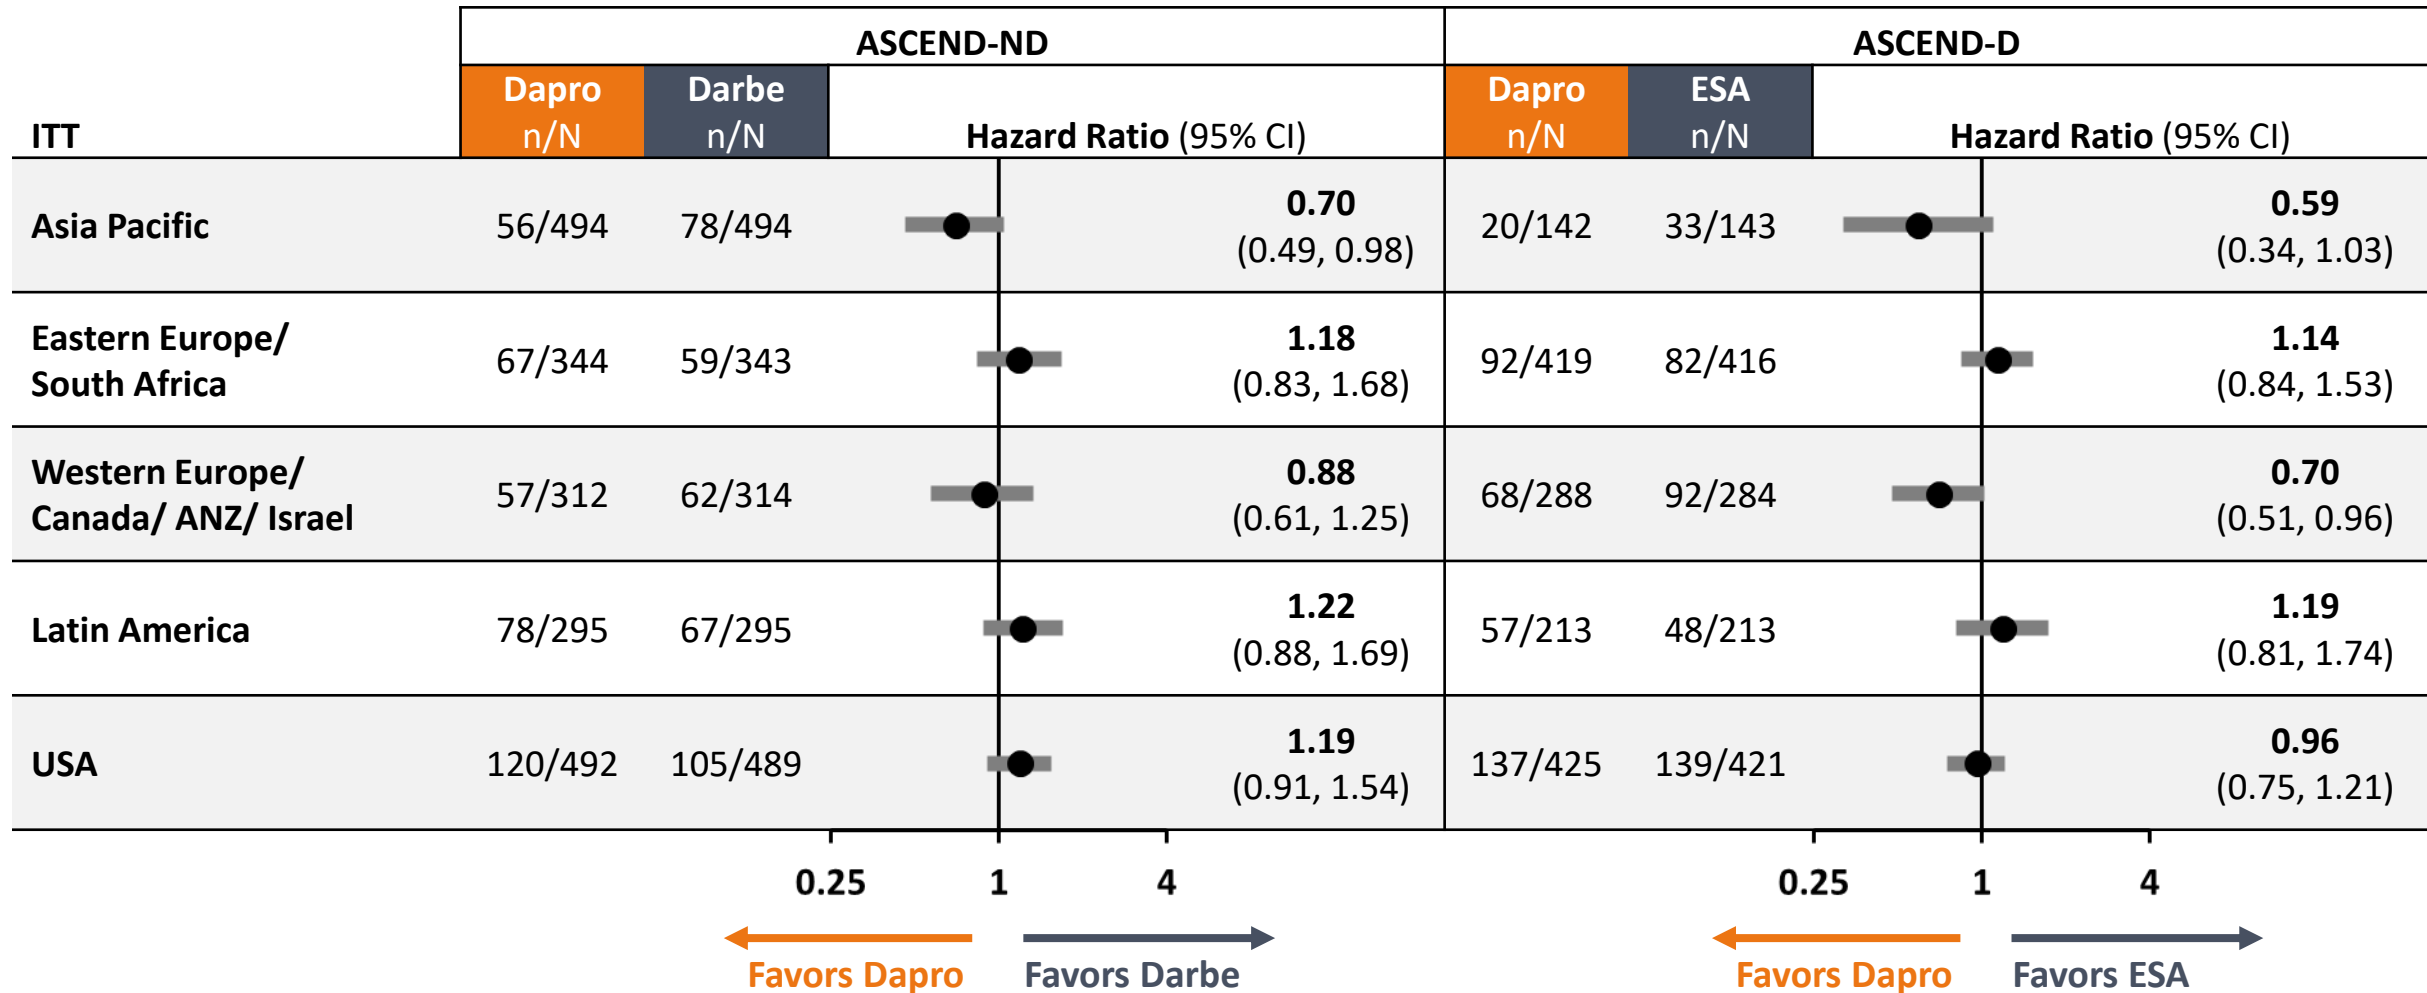 ASCEND-ND
ASCEND-D
ITT
Dapro
n/N
Darbe
n/N
Hazard Ratio (95% CI)
Dapro
n/N
ESA
n/N
Hazard Ratio (95% CI)
Asia Pacific
56/494
78/494
0.70
(0.49, 0.98)
20/142
33/143
0.59
(0.34, 1.03)
Eastern Europe/
South Africa
67/344
59/343
1.18
(0.83, 1.68)
92/419
82/416
1.14
(0.84, 1.53)
Western Europe/
Canada/ ANZ/ Israel
57/312
62/314
0.88
(0.61, 1.25)
68/288
92/284
0.70
(0.51, 0.96)
Latin America
78/295
67/295
1.22
(0.88, 1.69)
57/213
48/213
1.19
(0.81, 1.74)
USA
120/492
105/489
1.19
(0.91, 1.54)
137/425
139/421
0.96
(0.75, 1.21)
0.25 1 4
0.25 1 4
Favors Dapro
Favors Darbe
Favors Dapro
Favors ESA